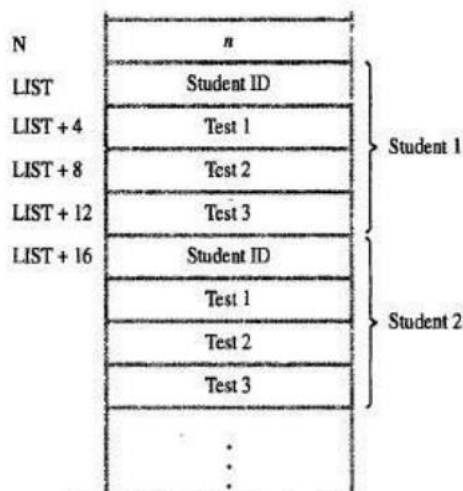 N n
LIST Student ID
LIST + 4 Test 1
Student 1
LIST + 8 Test 2
LIST + 12 Test 3
LIST + 16 Student ID
Test 1
Student 2
Test 2
Test 3